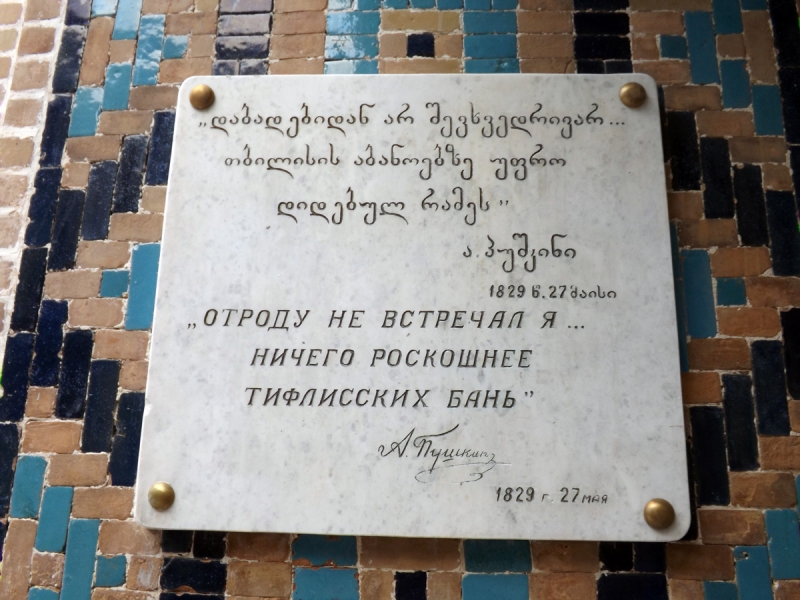 „დაბადებიდან არ შევხვედრივარ...
თბილისის აბანოებზე უფრო
დიდებულ რამეს”
ა. პუშკინი
1829 წ. 27 მაისი
„ОТРОДУ НЕ ВСТРЕЧАЛ Я...
НИЧЕГО РОСКОШНЕЕ
ТИФЛИССКИХ БАНЬ”
А. Пушкинъ
1829 г. 27 мая